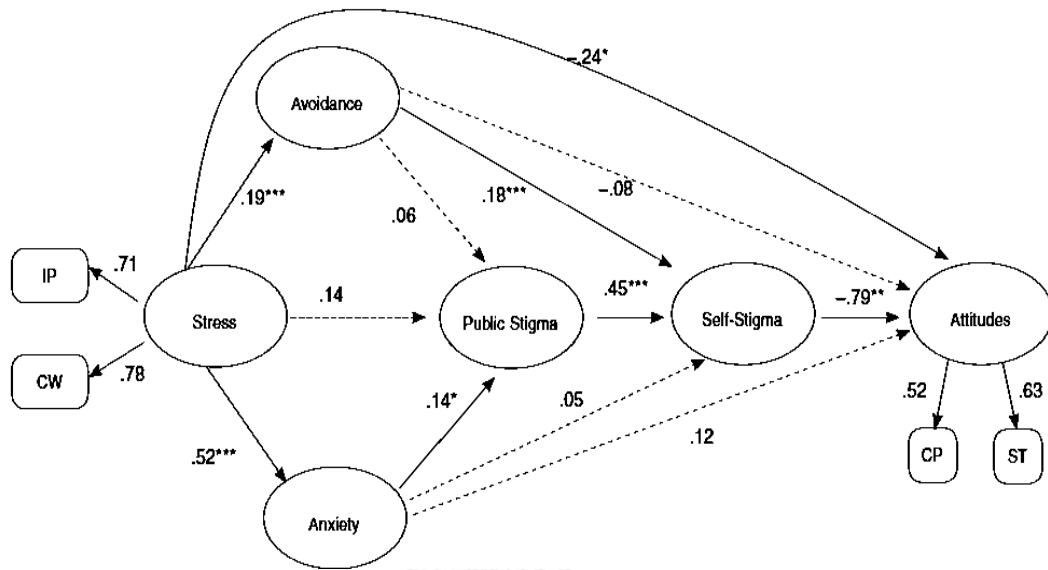 −.24*
Avoidance
.19***
.06
.18***
−.08
IP
.71
Stress
.14
Public Stigma
.45***
Self-Stigma
−.79**
Attitudes
CW
.78
.14*
.05
.12
.52
.63
CP
ST
.52***
Anxiety